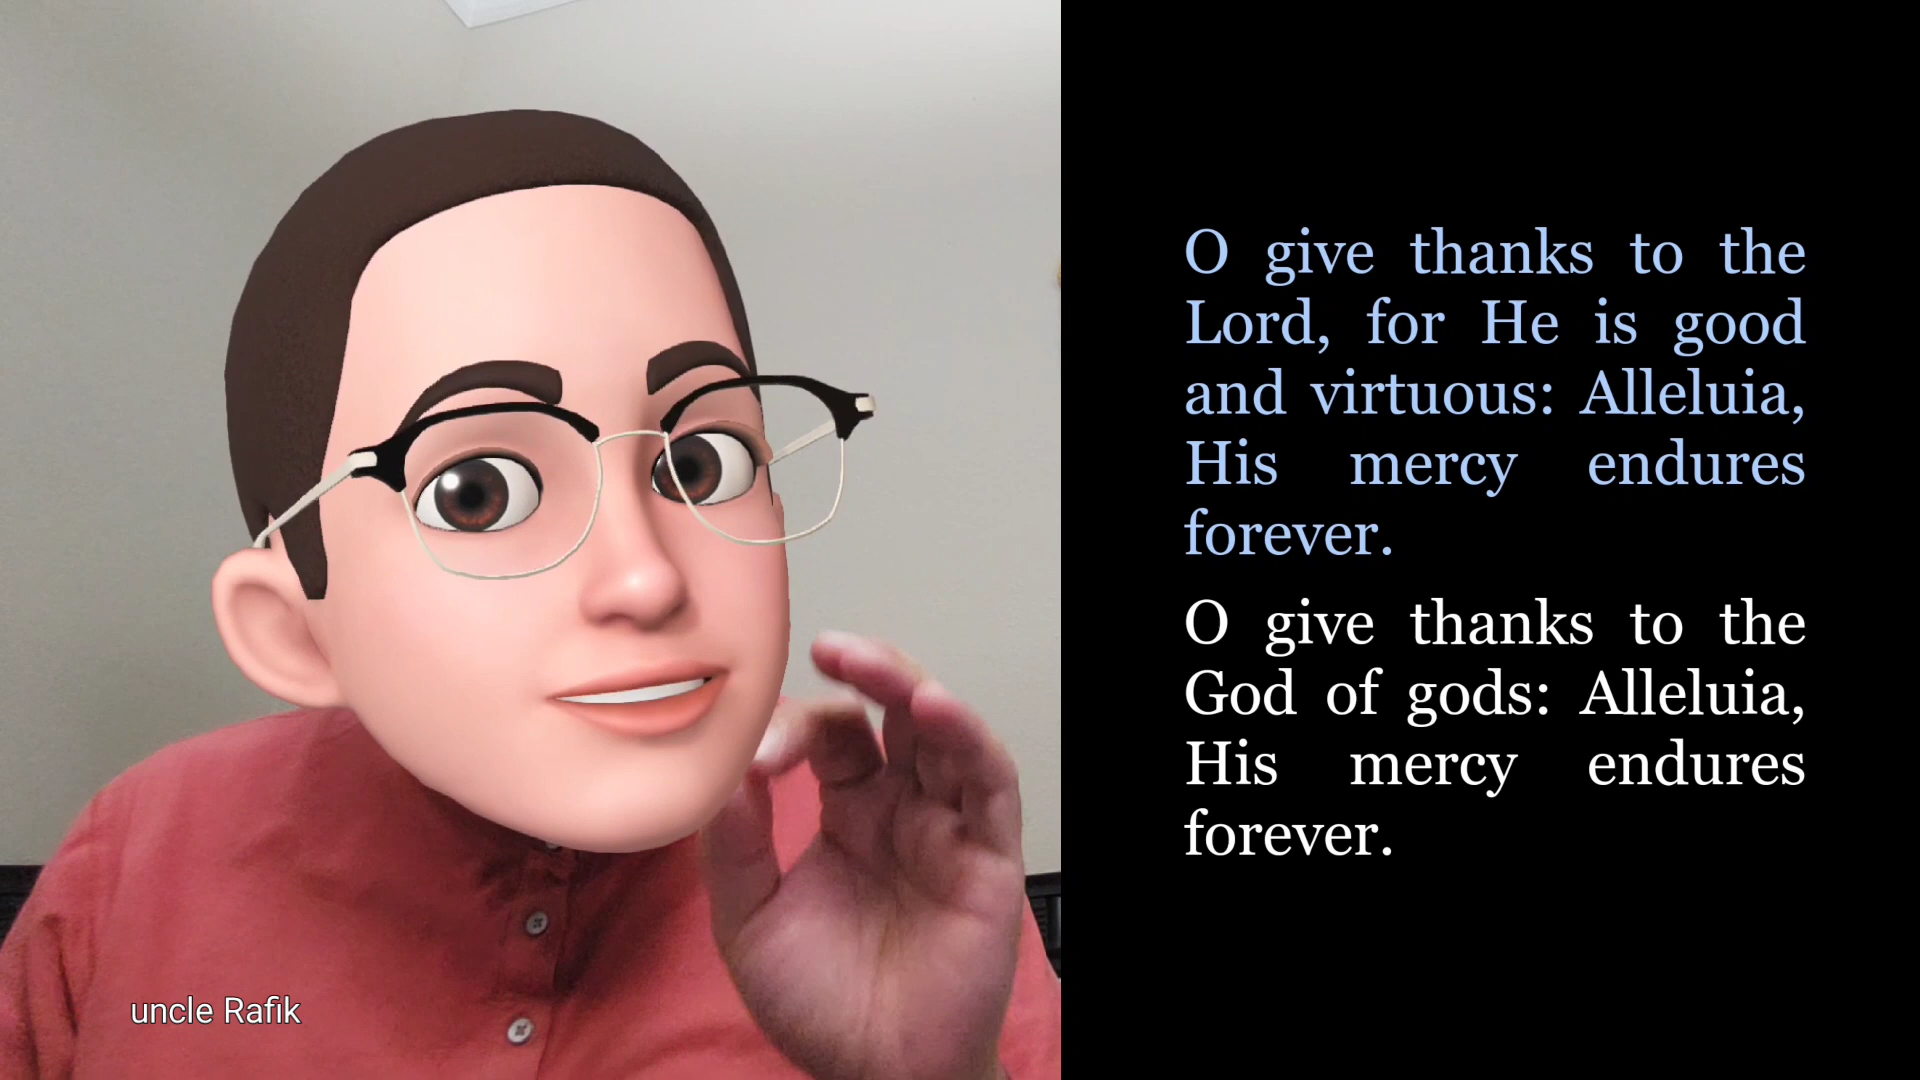 O give thanks to the
Lord, for He is good
and virtuous: Alleluia,
His mercy endures
forever.
O give thanks to the
God of gods: Alleluia,
His mercy endures
forever.
uncle Rafik